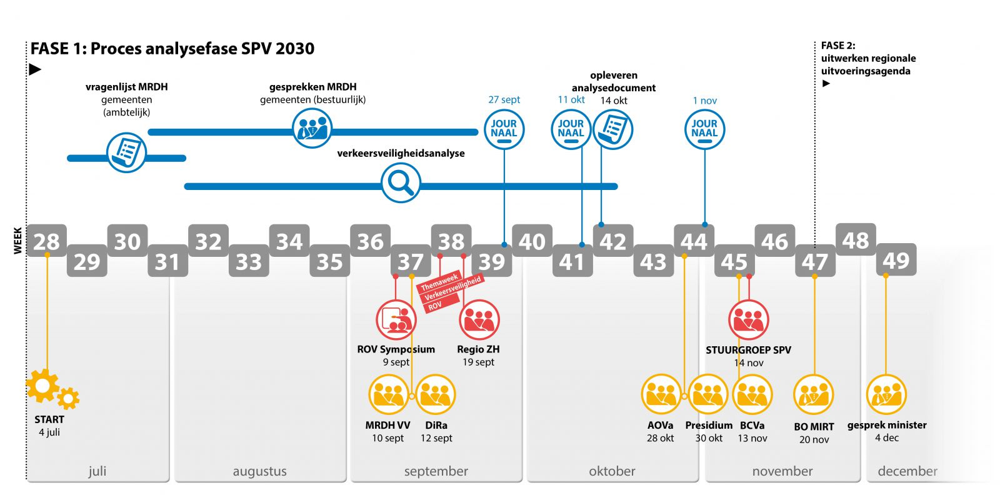 FASE 1: Proces analysefase SPV 2030
FASE 2:
uitwerken regionale
uitvoeringsagenda
vragenlijst MRDH
gemeenten
(ambtelijk)
gesprekken MRDH
gemeenten (bestuurlijk)
verkeersveiligheidsanalyse
27 sept
JOUR
NAAL
11 okt
JOUR
NAAL
opleveren
analysedocument
14 okt
1 nov
JOUR
NAAL
WEEK
28
29
30
31
32
33
34
35
36
37
38
39
40
41
42
43
44
45
46
47
48
49
Themaweek
Verkeersveiligheid
ROV
ROV Symposium
9 sept
Regio ZH
19 sept
STUURGROEP SPV
14 nov
START
4 juli
MRDH VV
10 sept
DiRa
12 sept
AOVa
28 okt
Presidium
30 okt
BCVa
13 nov
BO MIRT
20 nov
gesprek minister
4 dec
juli
augustus
september
oktober
november
december